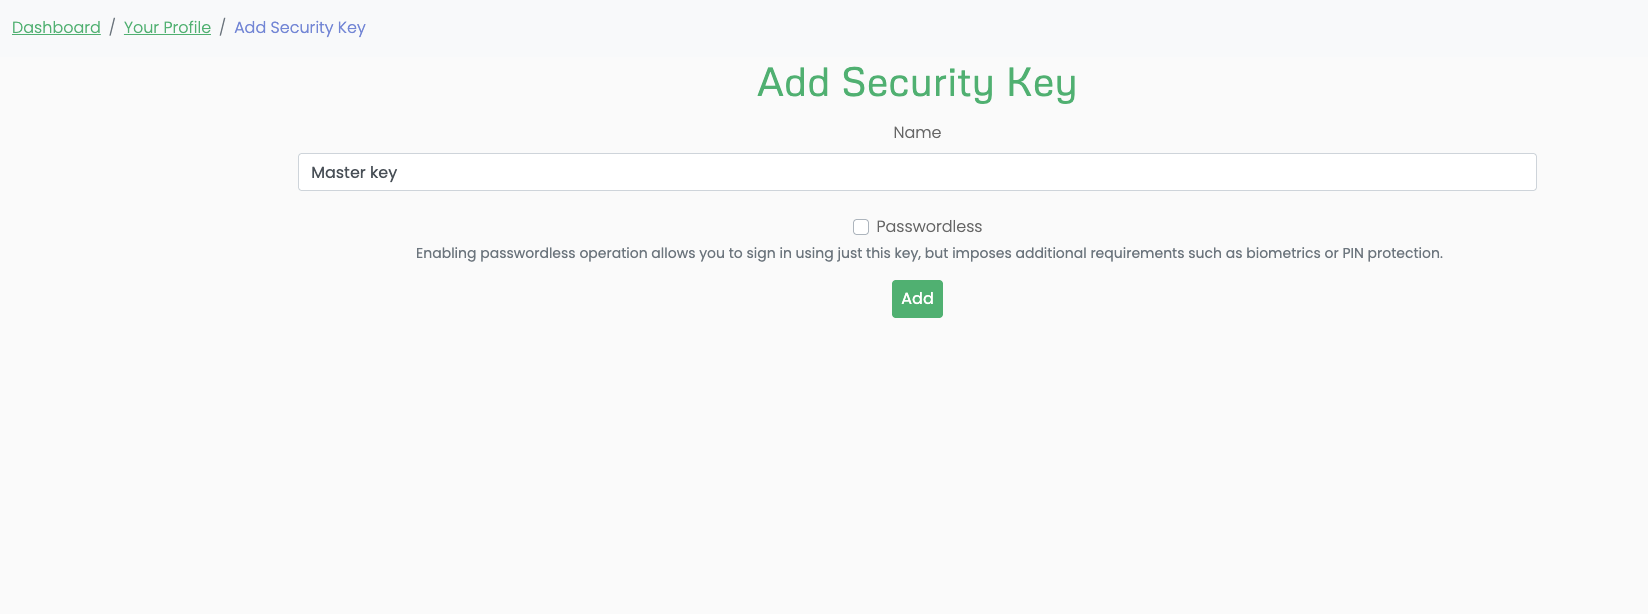 Dashboard / Your Profile / Add Security Key
Add Security Key
Name
Master key
Passwordless
Enabling passwordless operation allows you to sign in using just this key, but imposes additional requirements such as biometrics or PIN protection.
Add